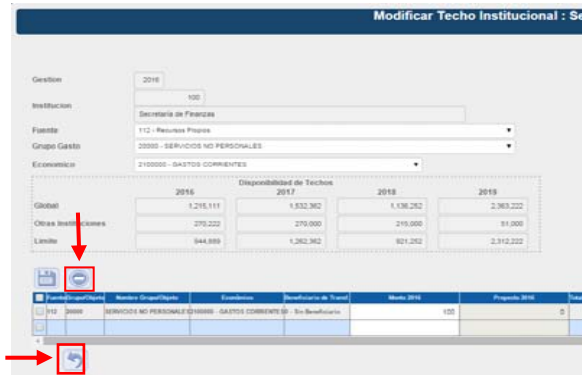 Modificar Techo Institucional : Se
Gestion 2016
Institucion 100
Secretaría de Finanzas
Fuente 112 - Recursos Propios
Grupo Gasto 20000 - SERVICIOS NO PERSONALES
Economico 2100000 - GASTOS CORRIENTES
Disponibilidad de Techos
2016 2017 2018 2019
Global 1,215,111 1,532,362 1,136,252 2,363,222
Otras Instituciones 270,222 270,000 215,000 51,000
Limite 944,889 1,262,362 921,252 2,312,222
Fuente Grupo/Objeto Nombre Grupo/Objeto Económico Beneficiario de Transf. Monto 2016 Propuesto 2016 Total
112 20000 SERVICIOS NO PERSONALES 2100000 - GASTOS CORRIENTES 0 - Sin Beneficiario 100 0